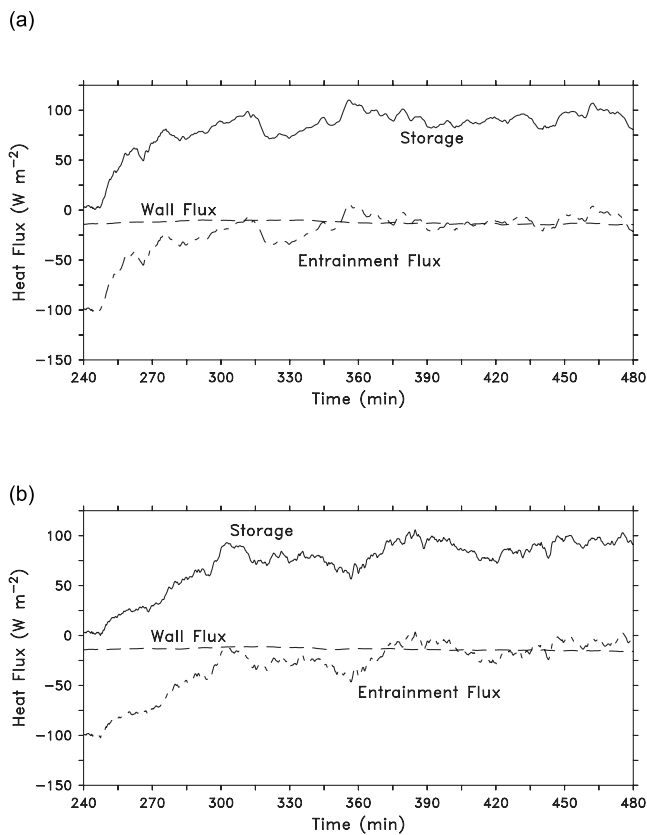 (a)
100
50
0
−50
−100
−150
Heat Flux (W m−2)
Storage
Wall Flux
Entrainment Flux
240 270 300 330 360 390 420 450 480
Time (min)
(b)
100
50
0
−50
−100
−150
Heat Flux (W m−2)
Storage
Wall Flux
Entrainment Flux
240 270 300 330 360 390 420 450 480
Time (min)